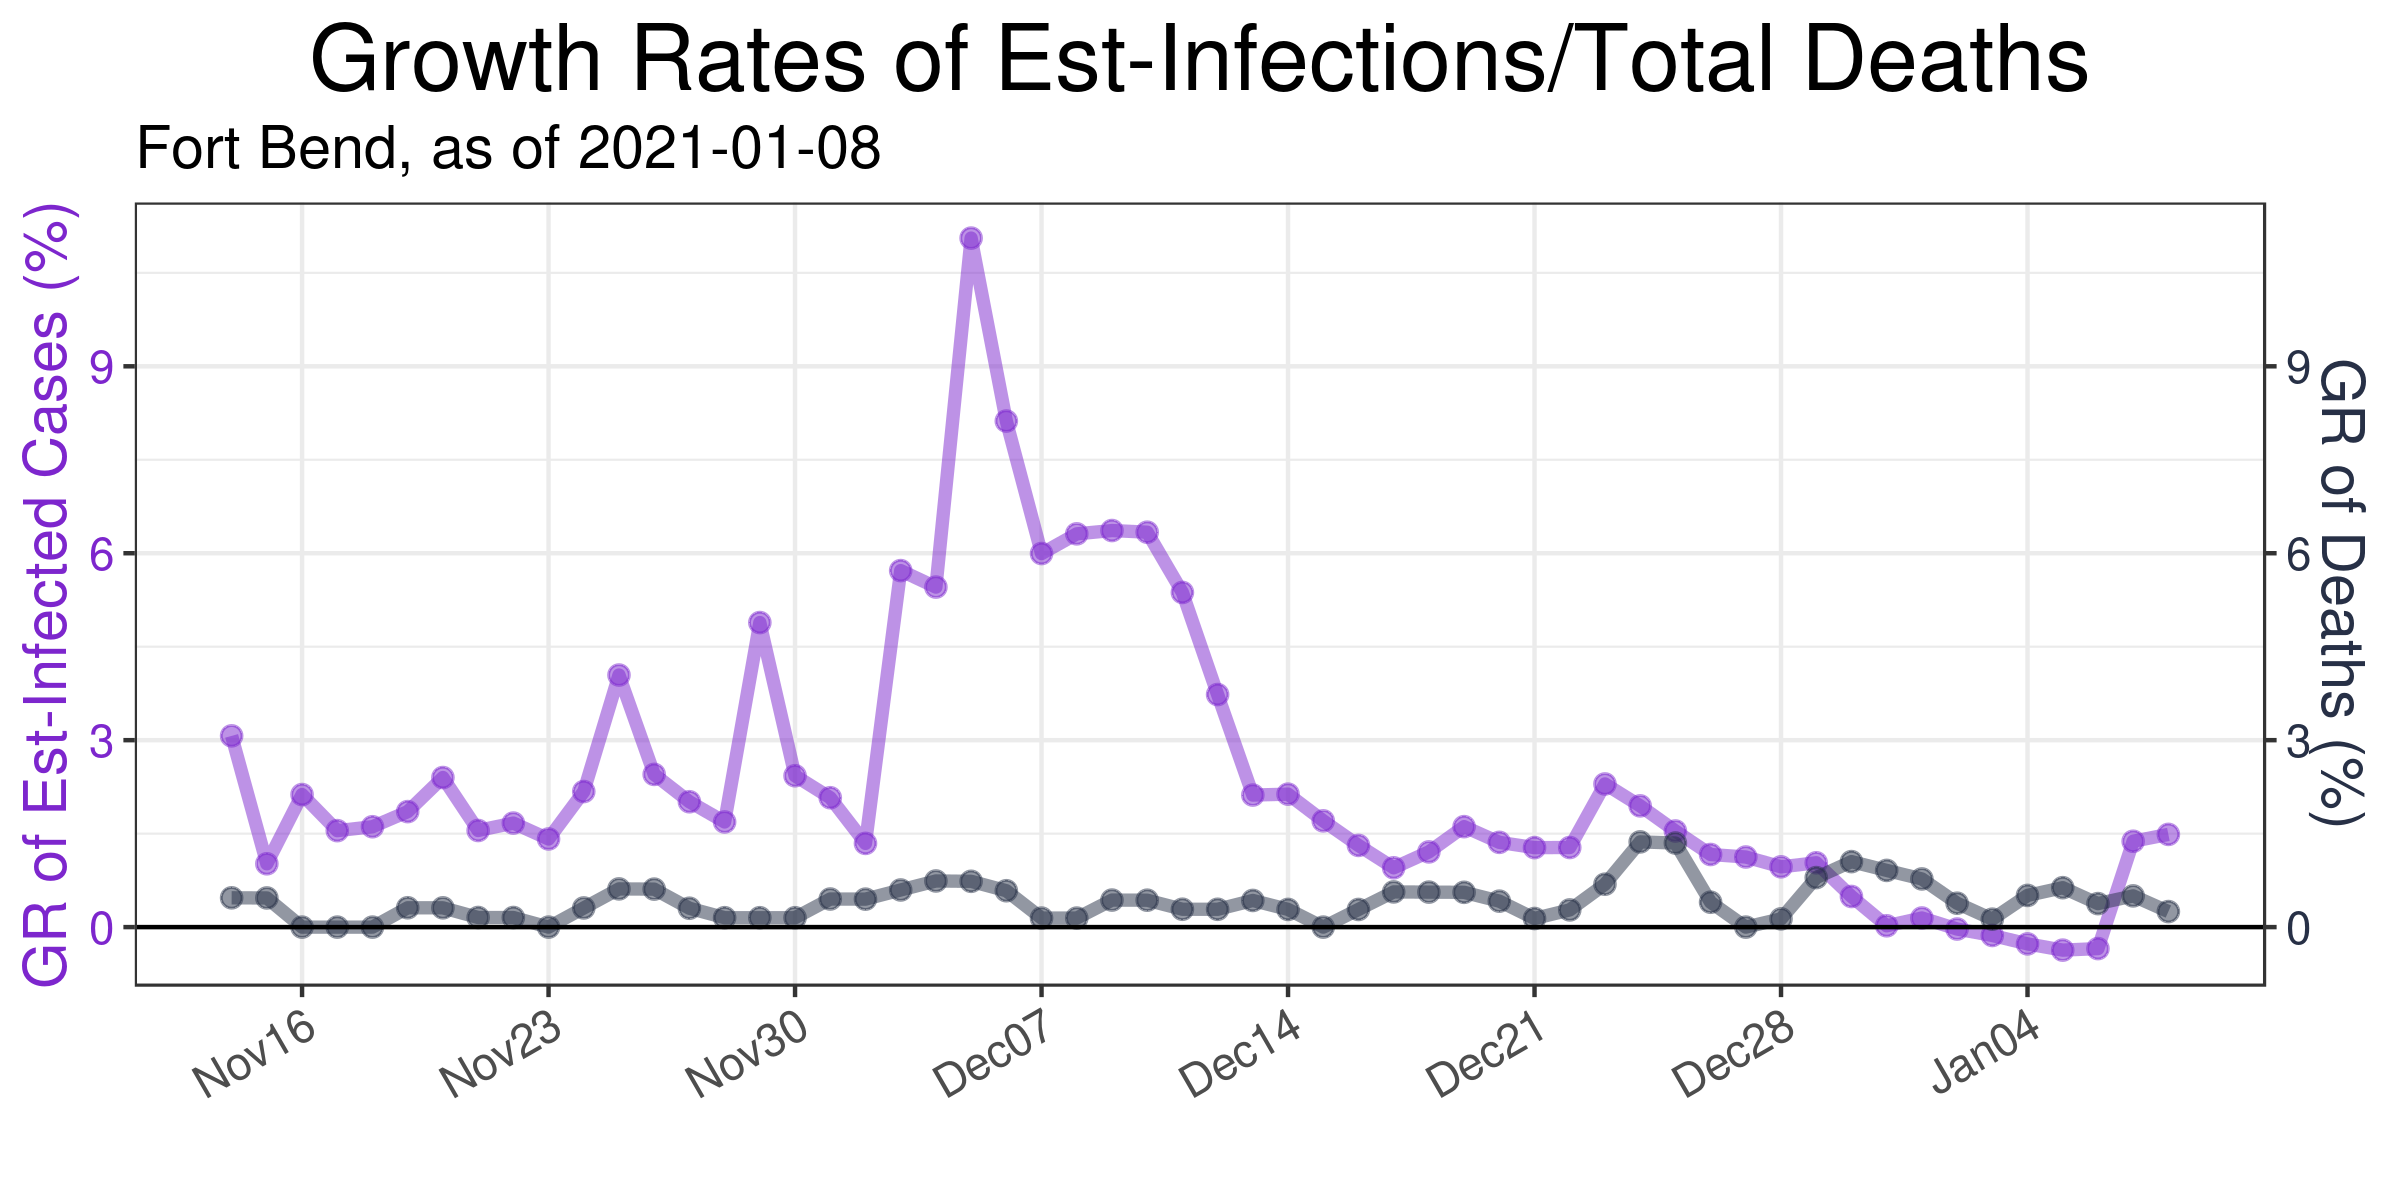 Growth Rates of Est-Infections/Total Deaths
Fort Bend, as of 2021-01-08
GR of Est-Infected Cases (%)
9
6
3
0
9
6
3
0
GR of Deaths (%)
Nov16
Nov23
Nov30
Dec07
Dec14
Dec21
Dec28
Jan04